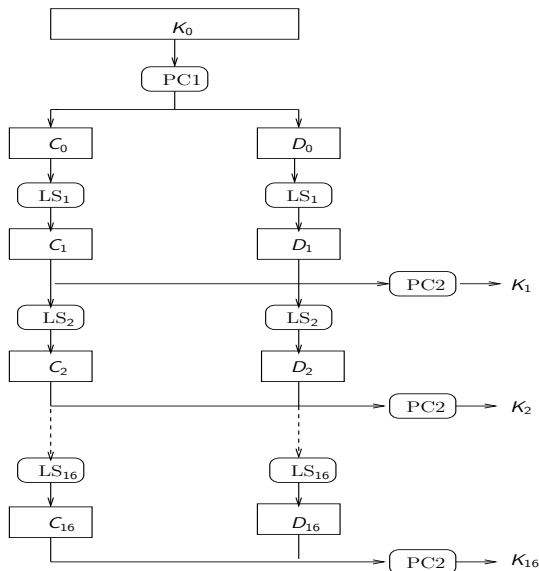 K₀
PC1
C₀ D₀
LS₁ LS₁
C₁ D₁
PC2 K₁
LS₂ LS₂
C₂ D₂
PC2 K₂
LS₁₆ LS₁₆
C₁₆ D₁₆
PC2 K₁₆